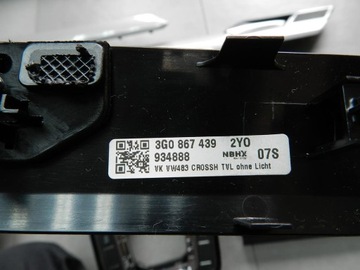 3G0 867 439 2Y0
934888 NBHX 07S
VK VW483 CROSSH TVL ohne Licht